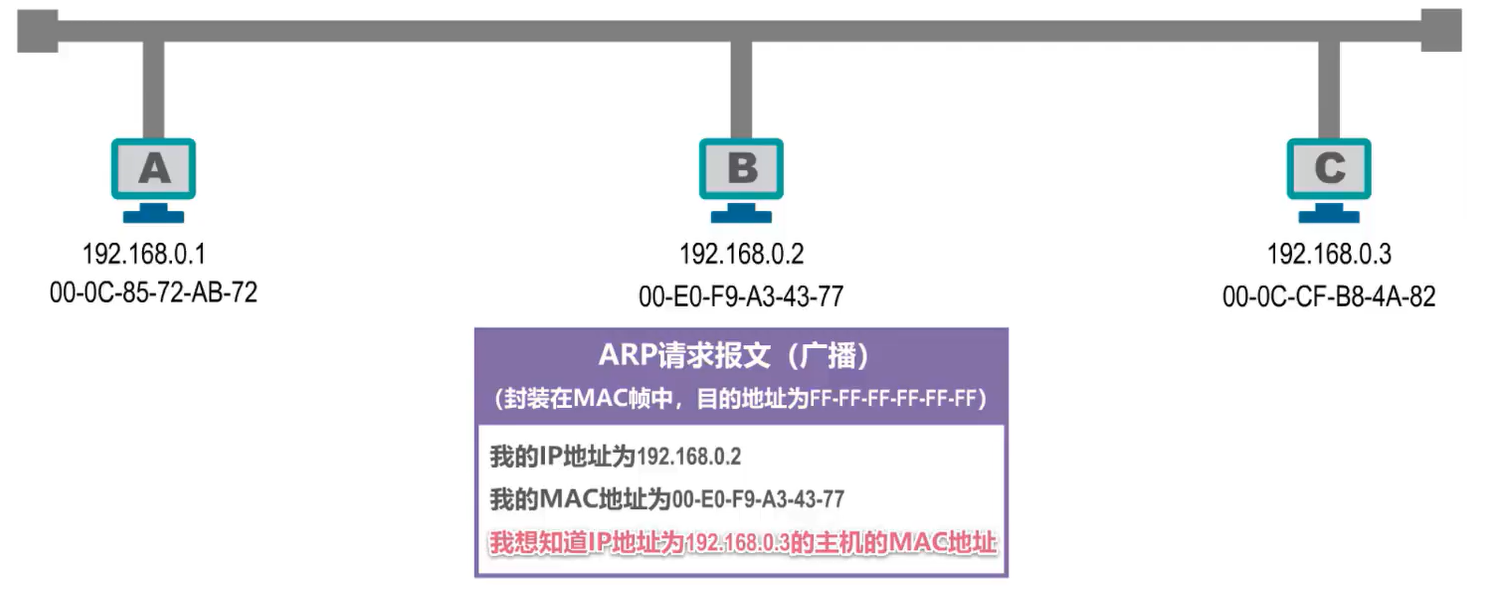 A
B
C
192.168.0.1
192.168.0.2
192.168.0.3
00-0C-85-72-AB-72
00-E0-F9-A3-43-77
00-0C-CF-B8-4A-82
ARP请求报文（广播）
（封装在MAC帧中，目的地址为FF-FF-FF-FF-FF-FF）
我的IP地址为192.168.0.2
我的MAC地址为00-E0-F9-A3-43-77
我想知道IP地址为192.168.0.3的主机的MAC地址